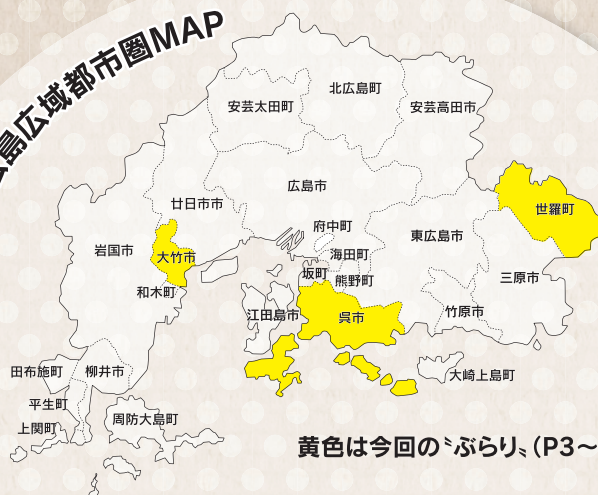 島広域都市圏MAP
北広島町
安芸太田町
安芸高田市
広島市
廿日市市
世羅町
府中町
東広島市
岩国市
大竹市
海田町
坂町
熊野町
三原市
和木町
江田島市
呉市
竹原市
田布施町
柳井市
大崎上島町
平生町
周防大島町
上関町
黄色は今回の〝ぶらり〟(P3〜